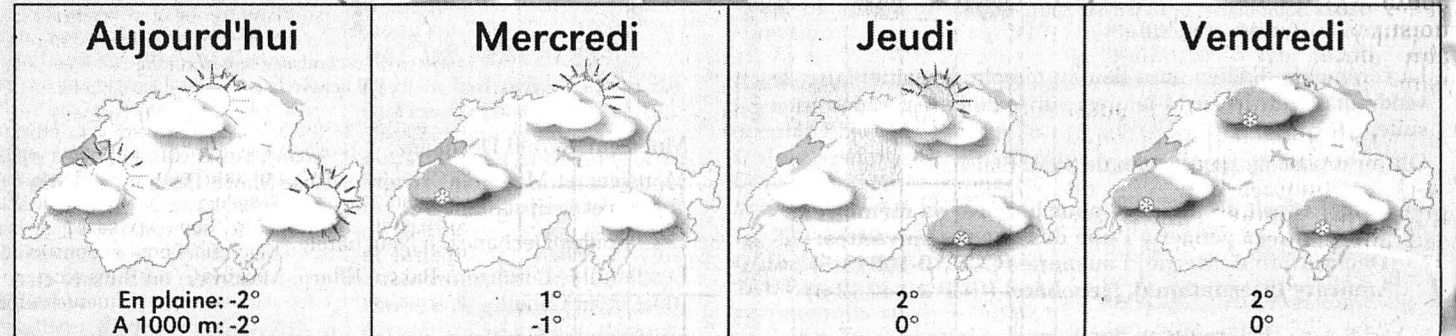 Aujourd'hui
Mercredi
Jeudi
Vendredi
En plaine: -2°
A 1000 m: -2°
1°
-1°
2°
0°
2°
0°